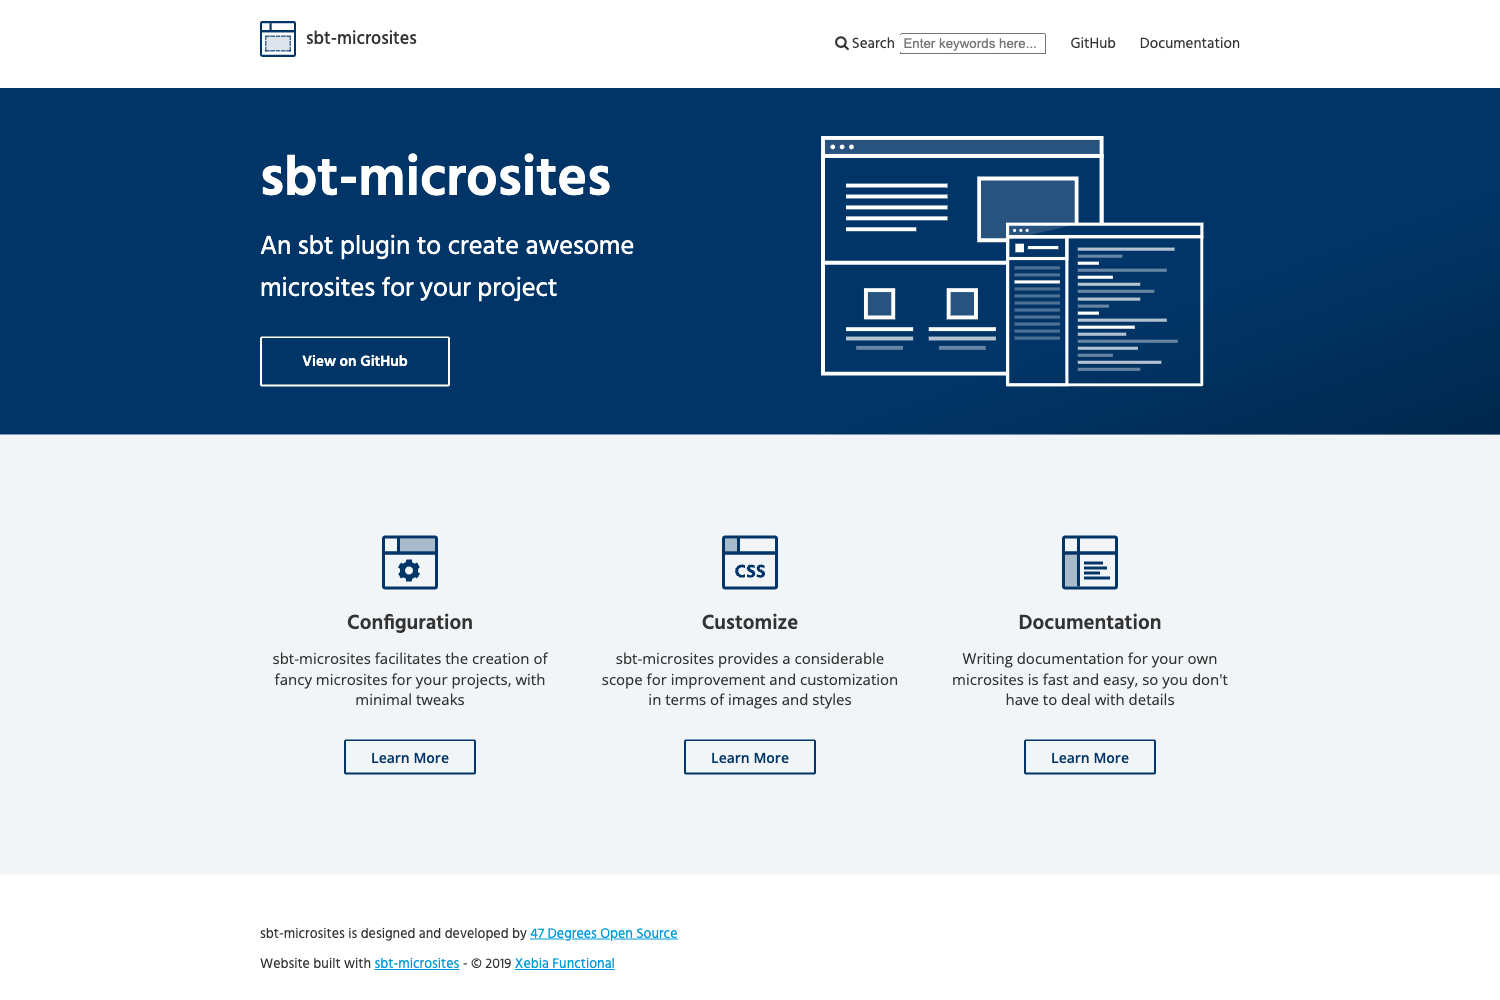 sbt-microsites
Search Enter keywords here... GitHub Documentation
sbt-microsites
An sbt plugin to create awesome
microsites for your project
View on GitHub
CSS
Configuration
sbt-microsites facilitates the creation of
fancy microsites for your projects, with
minimal tweaks
Learn More
Customize
sbt-microsites provides a considerable
scope for improvement and customization
in terms of images and styles
Learn More
Documentation
Writing documentation for your own
microsites is fast and easy, so you don't
have to deal with details
Learn More
sbt-microsites is designed and developed by 47 Degrees Open Source
Website built with sbt-microsites - © 2019 Xebia Functional